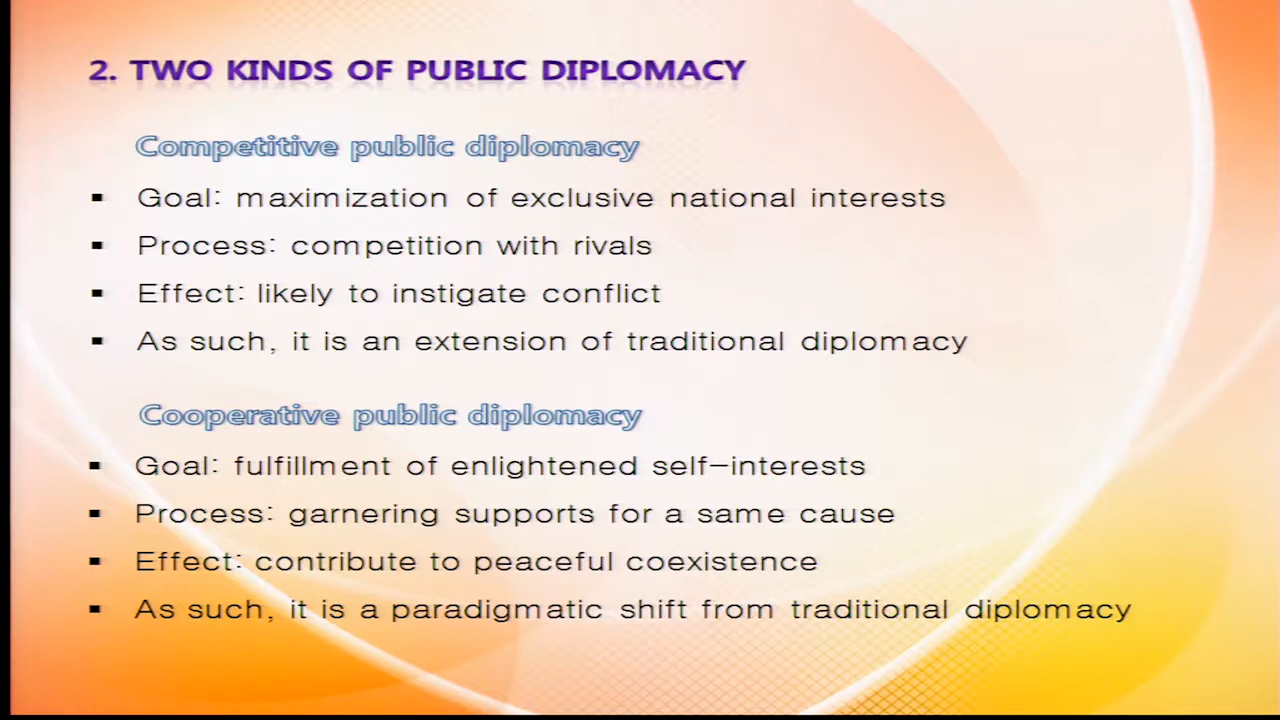 2. TWO KINDS OF PUBLIC DIPLOMACY
Competitive public diplomacy
▪ Goal: maximization of exclusive national interests
▪ Process: competition with rivals
▪ Effect: likely to instigate conflict
▪ As such, it is an extension of traditional diplomacy
Cooperative public diplomacy
▪ Goal: fulfillment of enlightened self-interests
▪ Process: garnering supports for a same cause
▪ Effect: contribute to peaceful coexistence
▪ As such, it is a paradigmatic shift from traditional diplomacy